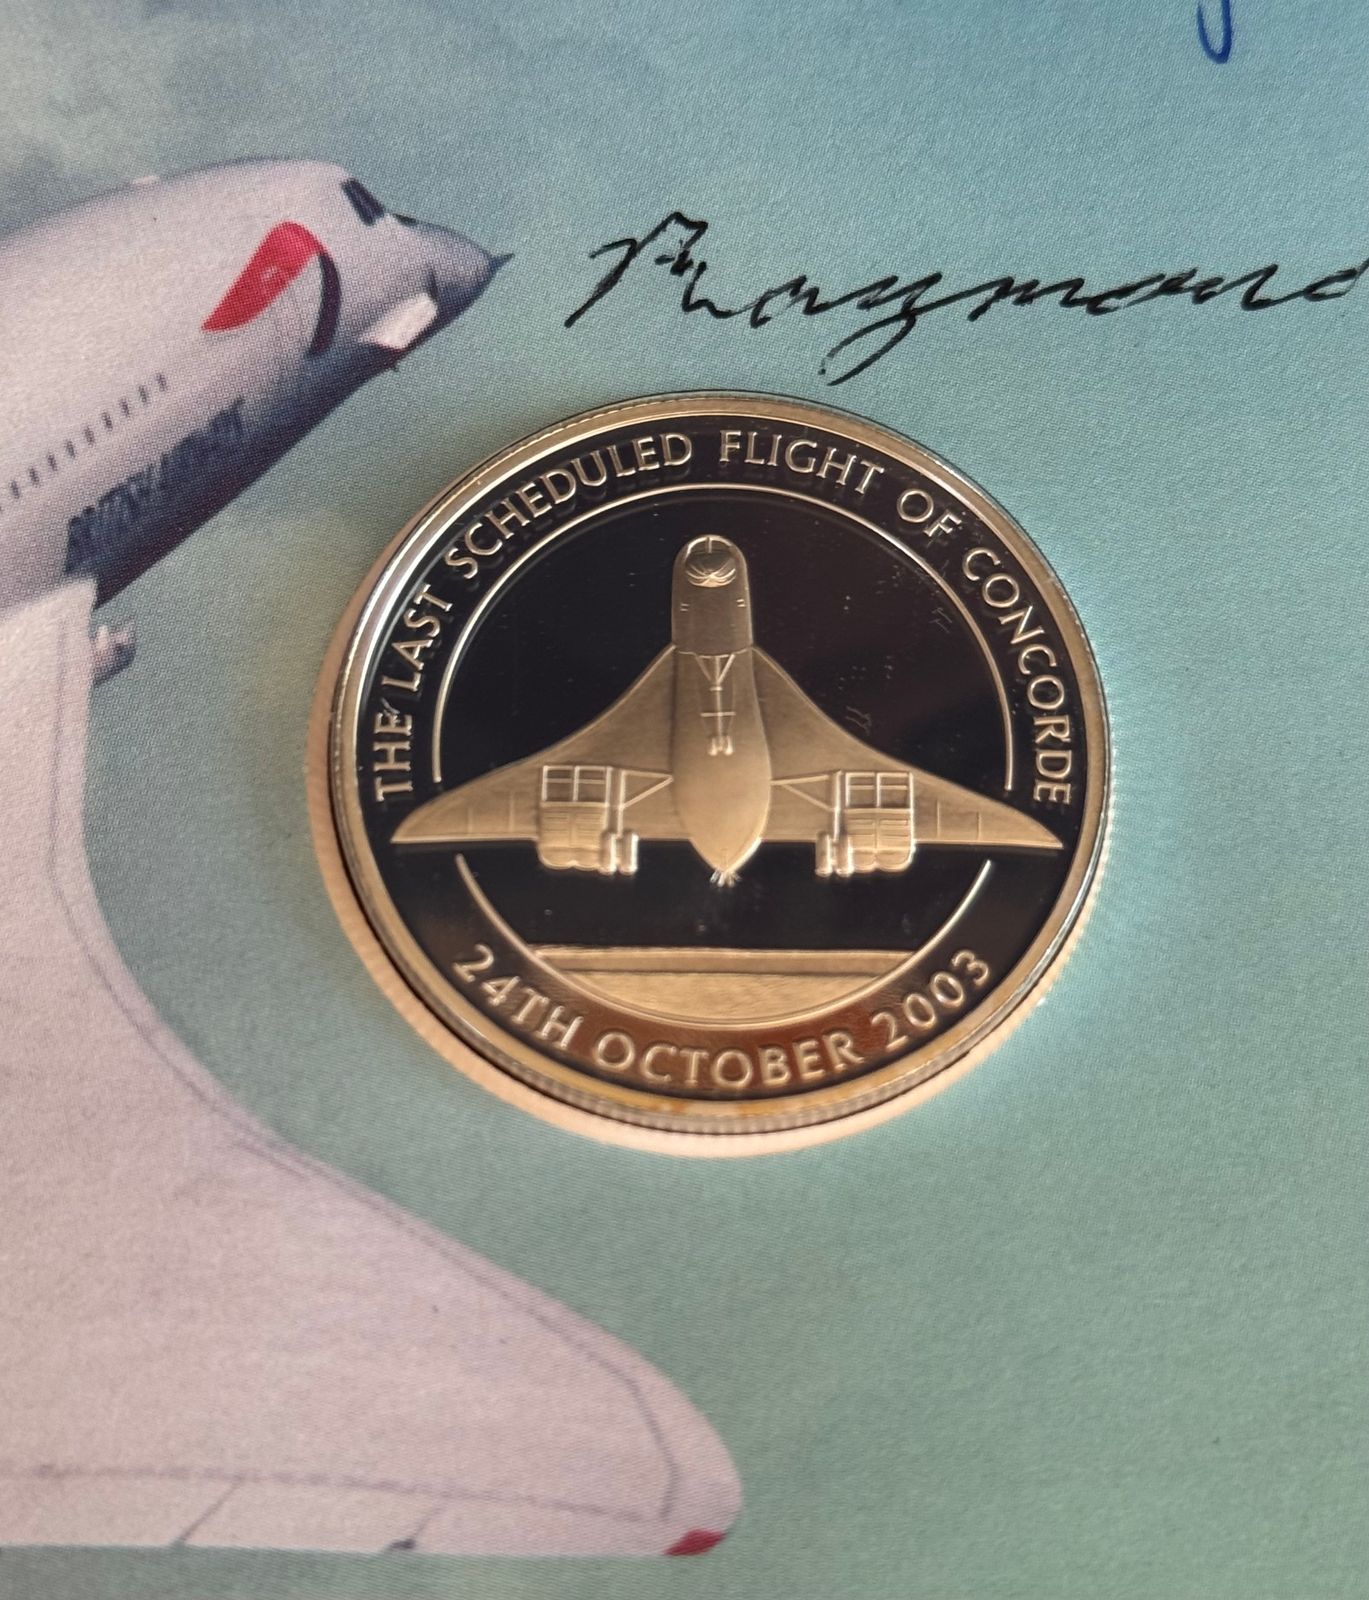 Raymond
THE LAST SCHEDULED FLIGHT OF CONCORDE
24TH OCTOBER 2003